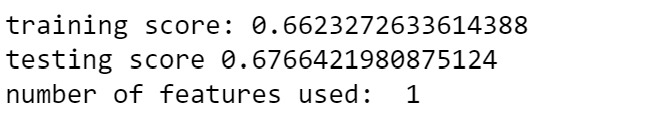 training score: 0.6623272633614388
testing score 0.6766421980875124
number of features used:  1